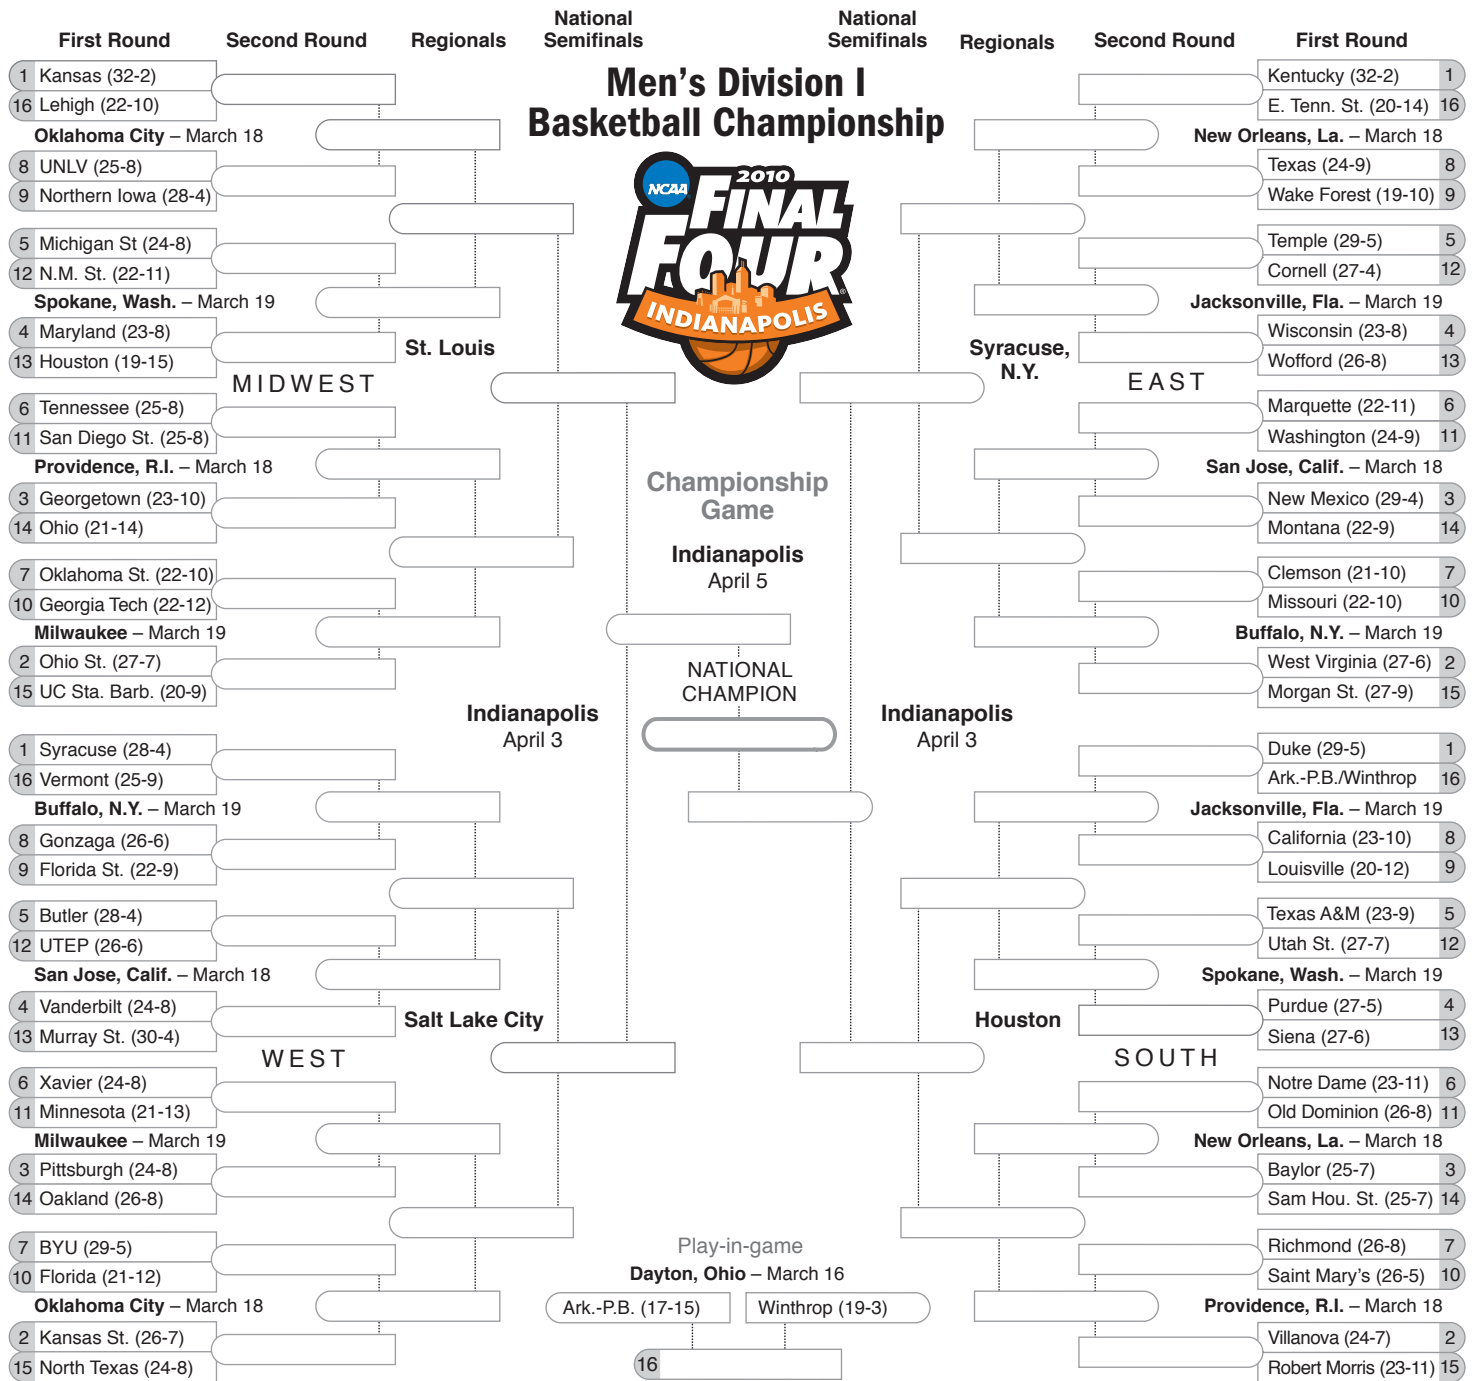 First Round Second Round Regionals National Semifinals National Semifinals Regionals Second Round First Round
Men's Division I
Basketball Championship
NCAA
2010
FINAL
FOUR
®
INDIANAPOLIS
1 Kansas (32-2)
16 Lehigh (22-10)
Oklahoma City – March 18
8 UNLV (25-8)
9 Northern Iowa (28-4)
5 Michigan St (24-8)
12 N.M. St. (22-11)
Spokane, Wash. – March 19
4 Maryland (23-8)
13 Houston (19-15)
St. Louis
MIDWEST
6 Tennessee (25-8)
11 San Diego St. (25-8)
Providence, R.I. – March 18
3 Georgetown (23-10)
14 Ohio (21-14)
7 Oklahoma St. (22-10)
10 Georgia Tech (22-12)
Milwaukee – March 19
2 Ohio St. (27-7)
15 UC Sta. Barb. (20-9)
Indianapolis
April 3
1 Syracuse (28-4)
16 Vermont (25-9)
Buffalo, N.Y. – March 19
8 Gonzaga (26-6)
9 Florida St. (22-9)
5 Butler (28-4)
12 UTEP (26-6)
San Jose, Calif. – March 18
4 Vanderbilt (24-8)
13 Murray St. (30-4)
Salt Lake City
WEST
6 Xavier (24-8)
11 Minnesota (21-13)
Milwaukee – March 19
3 Pittsburgh (24-8)
14 Oakland (26-8)
7 BYU (29-5)
10 Florida (21-12)
Oklahoma City – March 18
2 Kansas St. (26-7)
15 North Texas (24-8)
Championship
Game
Indianapolis
April 5
NATIONAL
CHAMPION
Play-in-game
Dayton, Ohio – March 16
Ark.-P.B. (17-15) Winthrop (19-3)
16
Kentucky (32-2) 1
E. Tenn. St. (20-14) 16
New Orleans, La. – March 18
Texas (24-9) 8
Wake Forest (19-10) 9
Temple (29-5) 5
Cornell (27-4) 12
Jacksonville, Fla. – March 19
Wisconsin (23-8) 4
Wofford (26-8) 13
Syracuse,
N.Y.
EAST
Marquette (22-11) 6
Washington (24-9) 11
San Jose, Calif. – March 18
New Mexico (29-4) 3
Montana (22-9) 14
Clemson (21-10) 7
Missouri (22-10) 10
Buffalo, N.Y. – March 19
West Virginia (27-6) 2
Morgan St. (27-9) 15
Indianapolis
April 3
Duke (29-5) 1
Ark.-P.B./Winthrop 16
Jacksonville, Fla. – March 19
California (23-10) 8
Louisville (20-12) 9
Texas A&M (23-9) 5
Utah St. (27-7) 12
Spokane, Wash. – March 19
Purdue (27-5) 4
Siena (27-6) 13
Houston
SOUTH
Notre Dame (23-11) 6
Old Dominion (26-8) 11
New Orleans, La. – March 18
Baylor (25-7) 3
Sam Hou. St. (25-7) 14
Richmond (26-8) 7
Saint Mary's (26-5) 10
Providence, R.I. – March 18
Villanova (24-7) 2
Robert Morris (23-11) 15